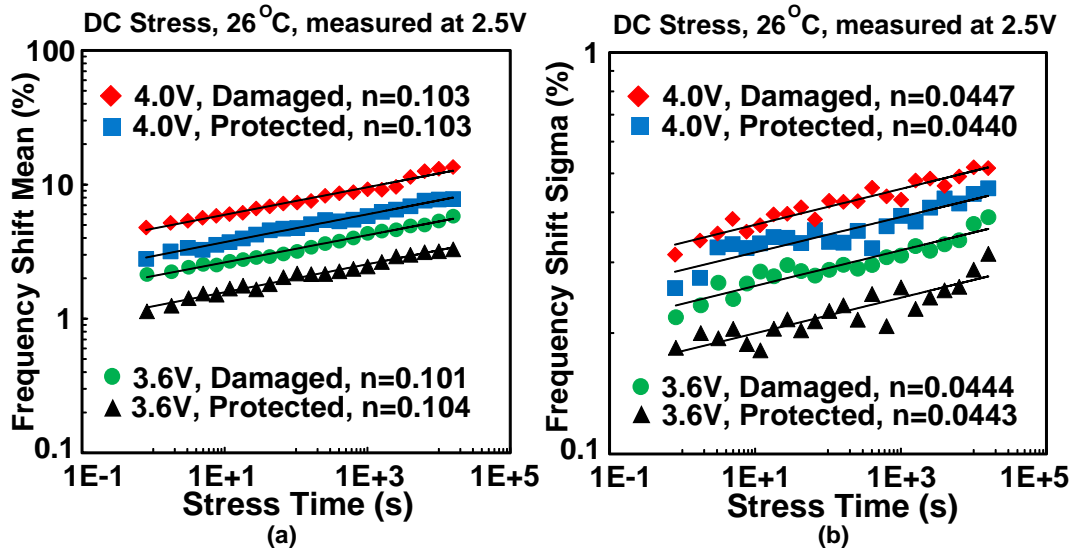 DC Stress, 26°C, measured at 2.5V
Frequency Shift Mean (%)
100
10
1
0.1
4.0V, Damaged, n=0.103
4.0V, Protected, n=0.103
3.6V, Damaged, n=0.101
3.6V, Protected, n=0.104
1E-1 1E+1 1E+3 1E+5
Stress Time (s)
(a)
DC Stress, 26°C, measured at 2.5V
Frequency Shift Sigma (%)
1
0.1
4.0V, Damaged, n=0.0447
4.0V, Protected, n=0.0440
3.6V, Damaged, n=0.0444
3.6V, Protected, n=0.0443
1E-1 1E+1 1E+3 1E+5
Stress Time (s)
(b)